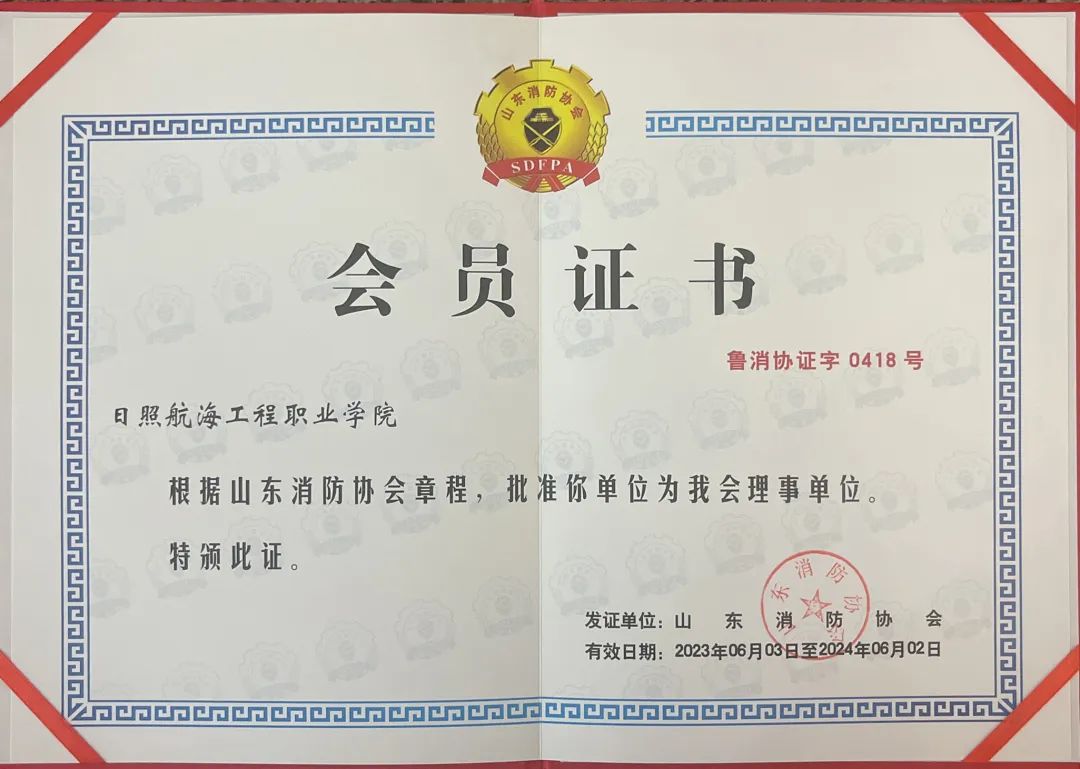 山东消防协会
SDFPA
会员证书
鲁消协证字 0418 号
日照航海工程职业学院
根据山东消防协会章程，批准你单位为我会理事单位。
特颁此证。
发证单位：山东消防协会
有效日期：2023年06月03日至2024年06月02日
东消防协